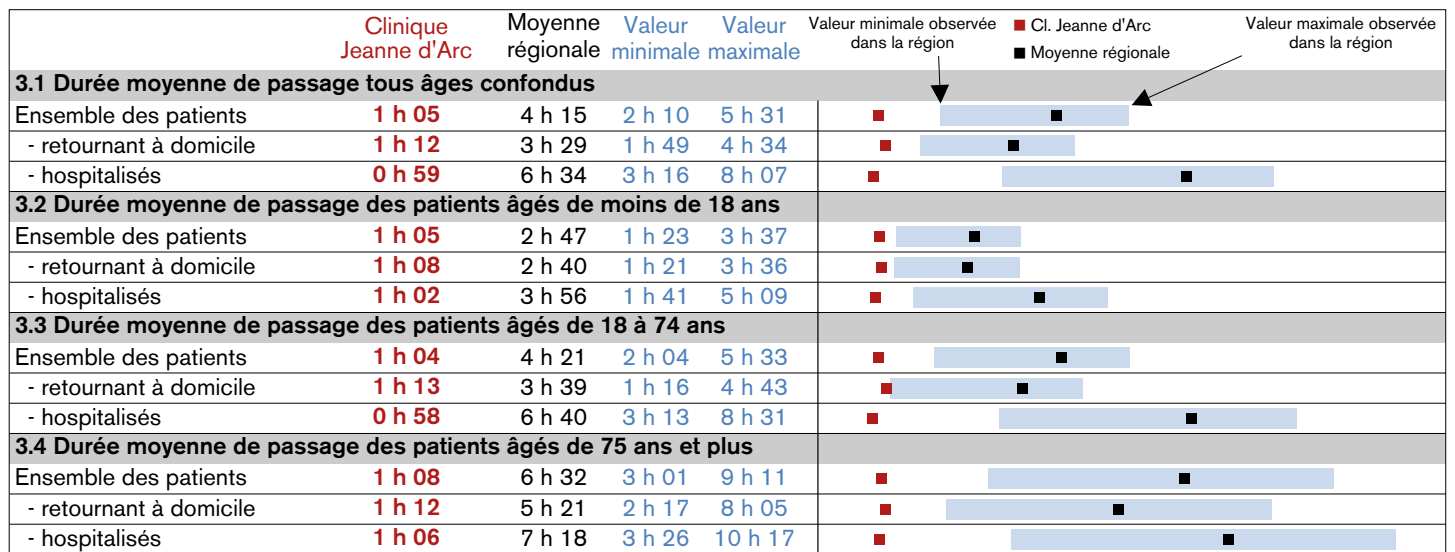 Clinique Jeanne d'Arc Moyenne régionale Valeur minimale Valeur maximale Valeur minimale observée dans la région ■ Cl. Jeanne d'Arc ■ Moyenne régionale Valeur maximale observée dans la région
3.1 Durée moyenne de passage tous âges confondus
Ensemble des patients 1 h 05 4 h 15 2 h 10 5 h 31
- retournant à domicile 1 h 12 3 h 29 1 h 49 4 h 34
- hospitalisés 0 h 59 6 h 34 3 h 16 8 h 07
3.2 Durée moyenne de passage des patients âgés de moins de 18 ans
Ensemble des patients 1 h 05 2 h 47 1 h 23 3 h 37
- retournant à domicile 1 h 08 2 h 40 1 h 21 3 h 36
- hospitalisés 1 h 02 3 h 56 1 h 41 5 h 09
3.3 Durée moyenne de passage des patients âgés de 18 à 74 ans
Ensemble des patients 1 h 04 4 h 21 2 h 04 5 h 33
- retournant à domicile 1 h 13 3 h 39 1 h 16 4 h 43
- hospitalisés 0 h 58 6 h 40 3 h 13 8 h 31
3.4 Durée moyenne de passage des patients âgés de 75 ans et plus
Ensemble des patients 1 h 08 6 h 32 3 h 01 9 h 11
- retournant à domicile 1 h 12 5 h 21 2 h 17 8 h 05
- hospitalisés 1 h 06 7 h 18 3 h 26 10 h 17